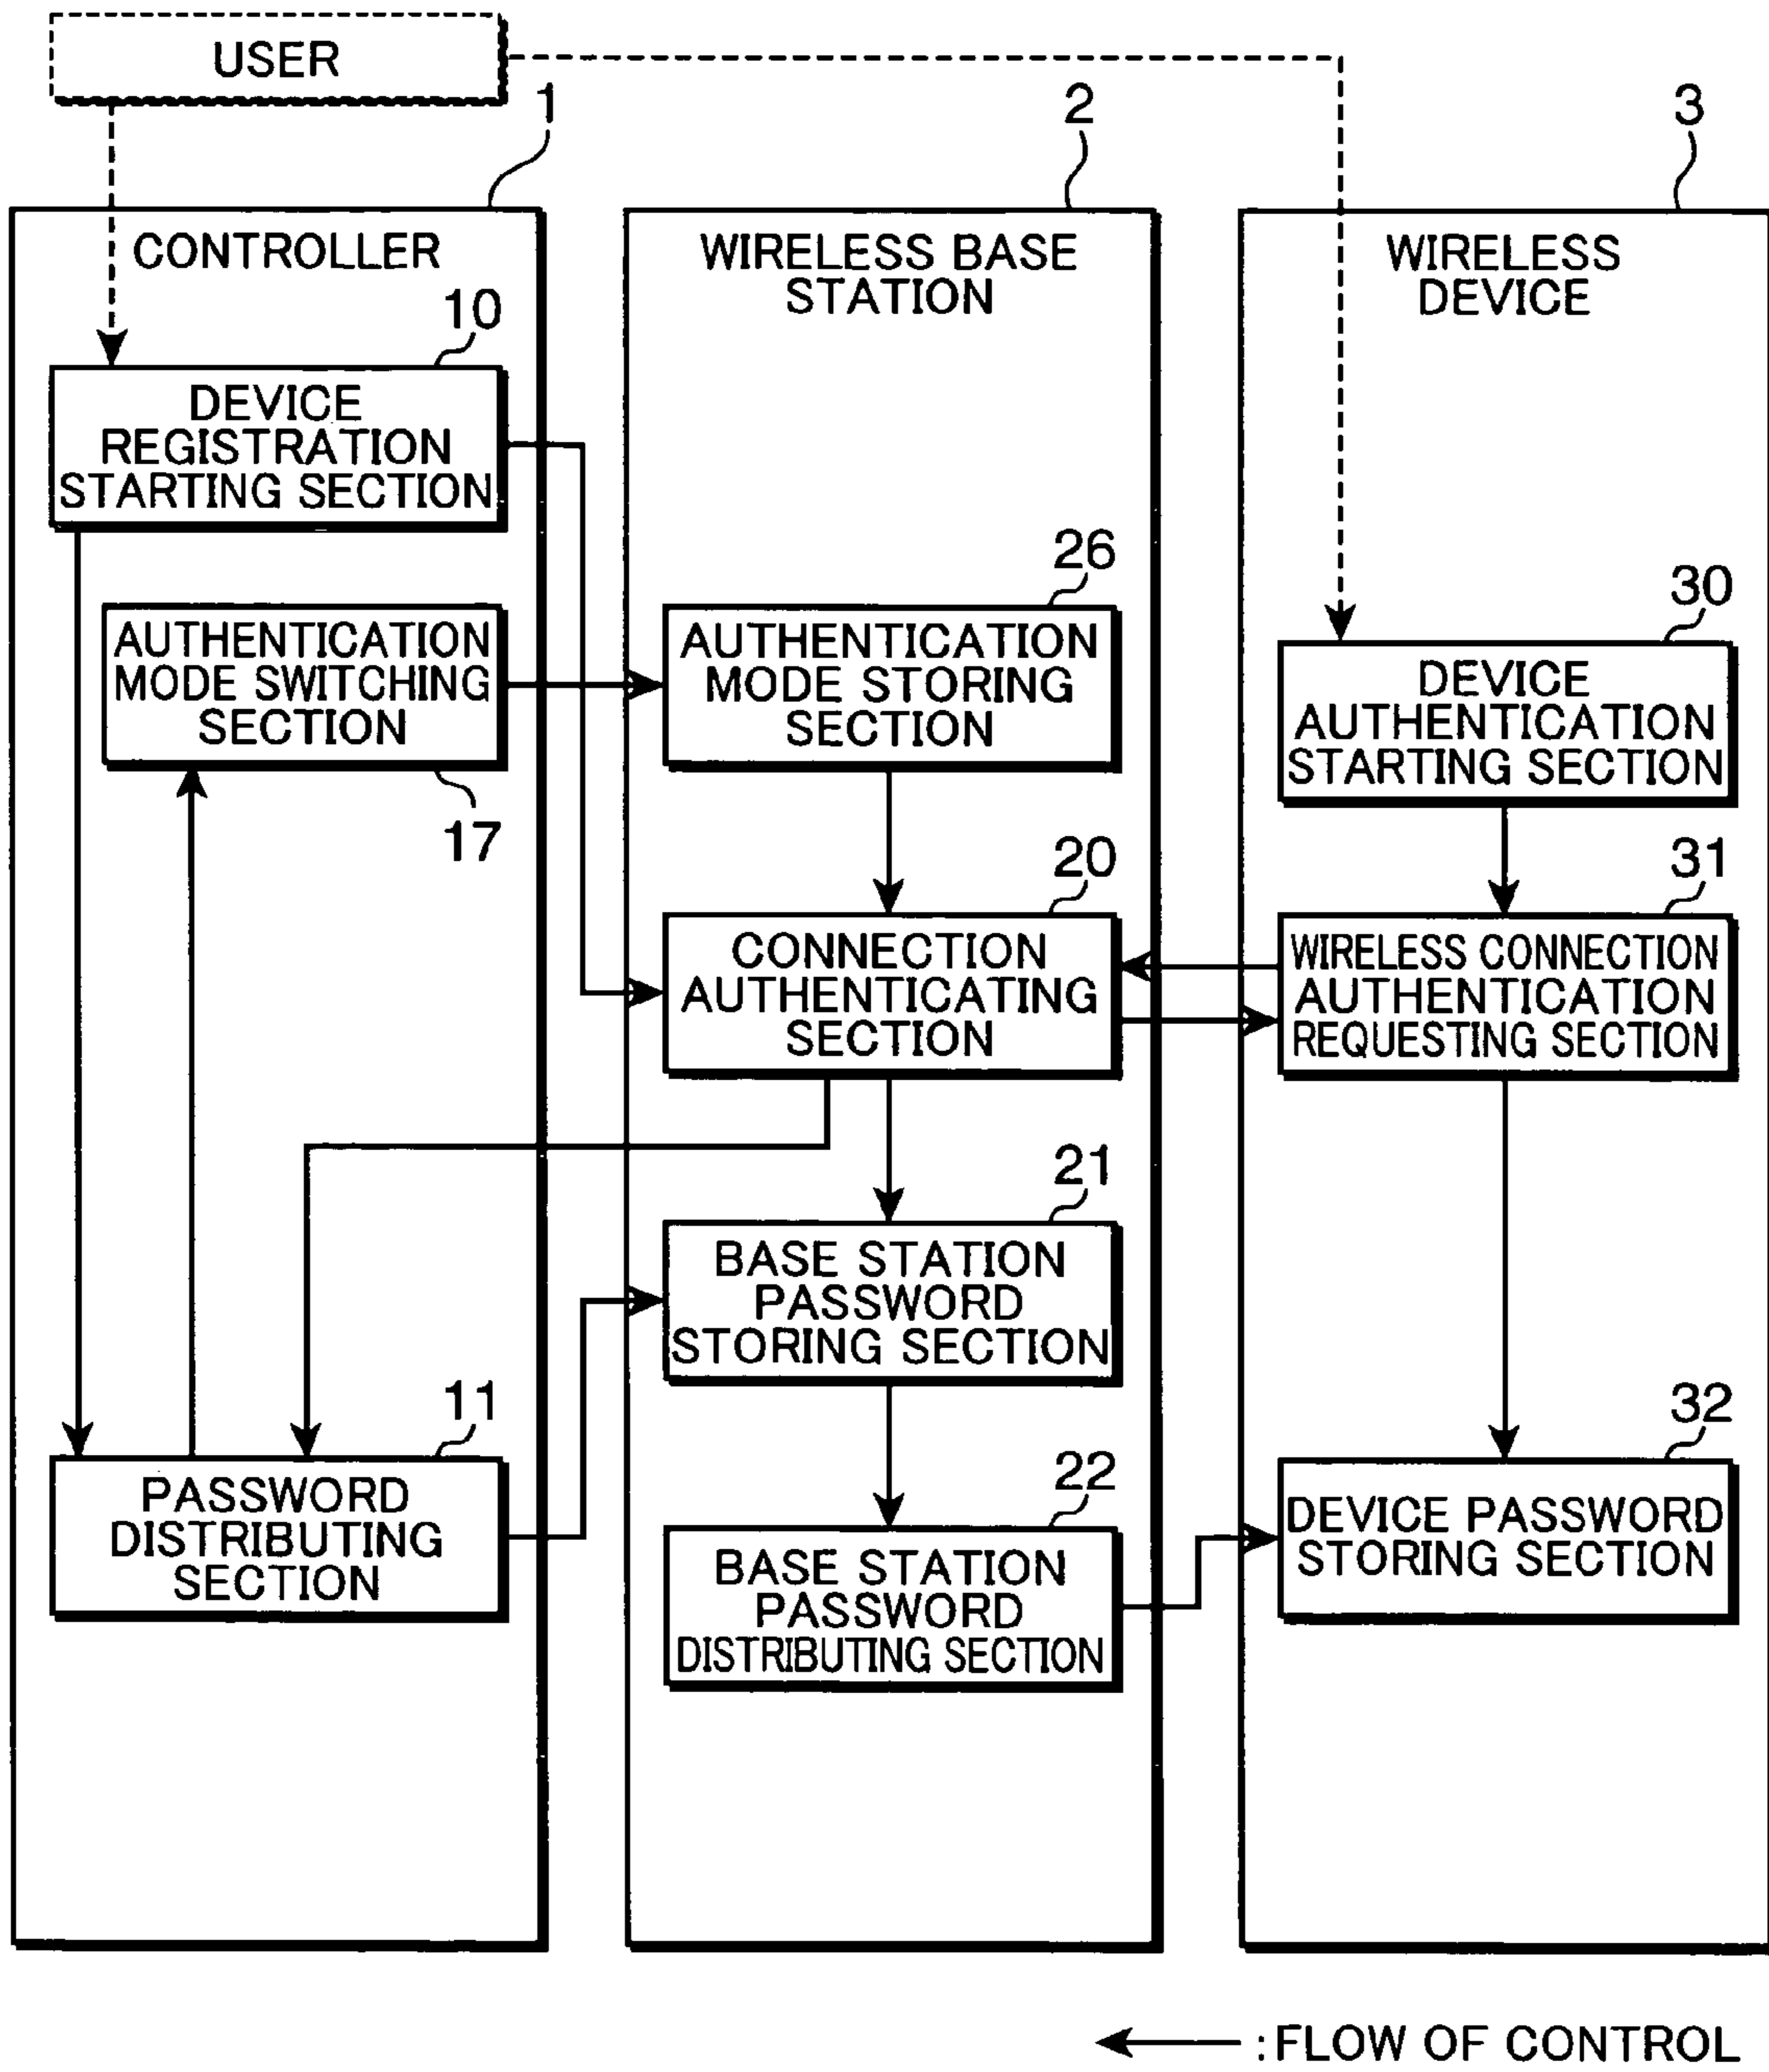 USER
1
2
3
CONTROLLER
WIRELESS BASE
STATION
WIRELESS
DEVICE
10
DEVICE
REGISTRATION
STARTING SECTION
AUTHENTICATION
MODE SWITCHING
SECTION
17
26
AUTHENTICATION
MODE STORING
SECTION
30
DEVICE
AUTHENTICATION
STARTING SECTION
20
CONNECTION
AUTHENTICATING
SECTION
31
WIRELESS CONNECTION
AUTHENTICATION
REQUESTING SECTION
21
BASE STATION
PASSWORD
STORING SECTION
11
PASSWORD
DISTRIBUTING
SECTION
22
BASE STATION
PASSWORD
DISTRIBUTING SECTION
32
DEVICE PASSWORD
STORING SECTION
:FLOW OF CONTROL